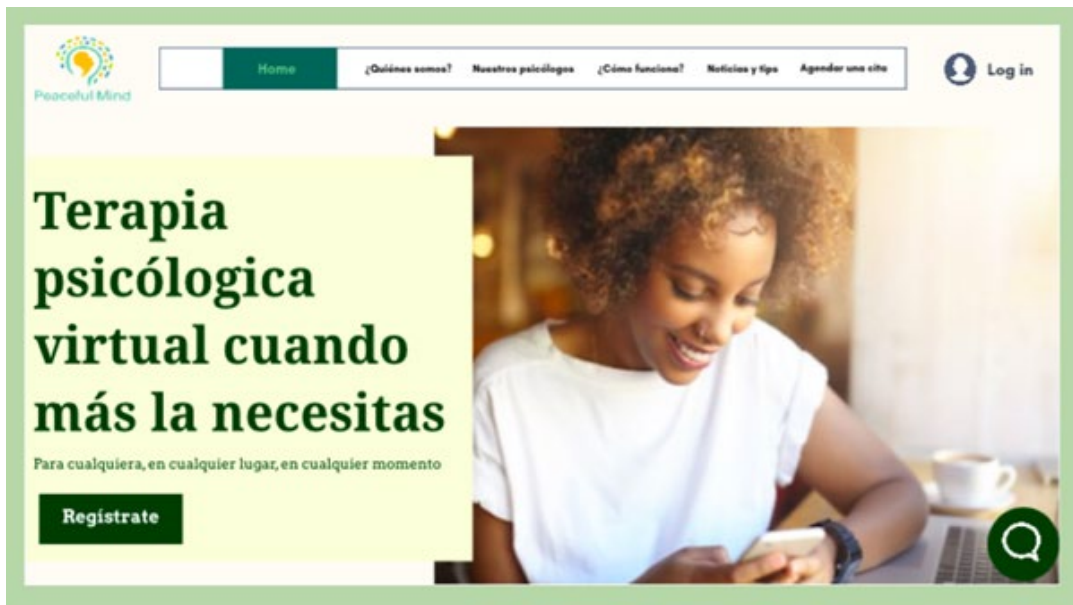 Peaceful Mind
Home
¿Quiénes somos?
Nuestros psicólogos
¿Cómo funciona?
Noticias y tips
Agendar una cita
Log in
Terapia
psicólogica
virtual cuando
más la necesitas
Para cualquiera, en cualquier lugar, en cualquier momento
Regístrate